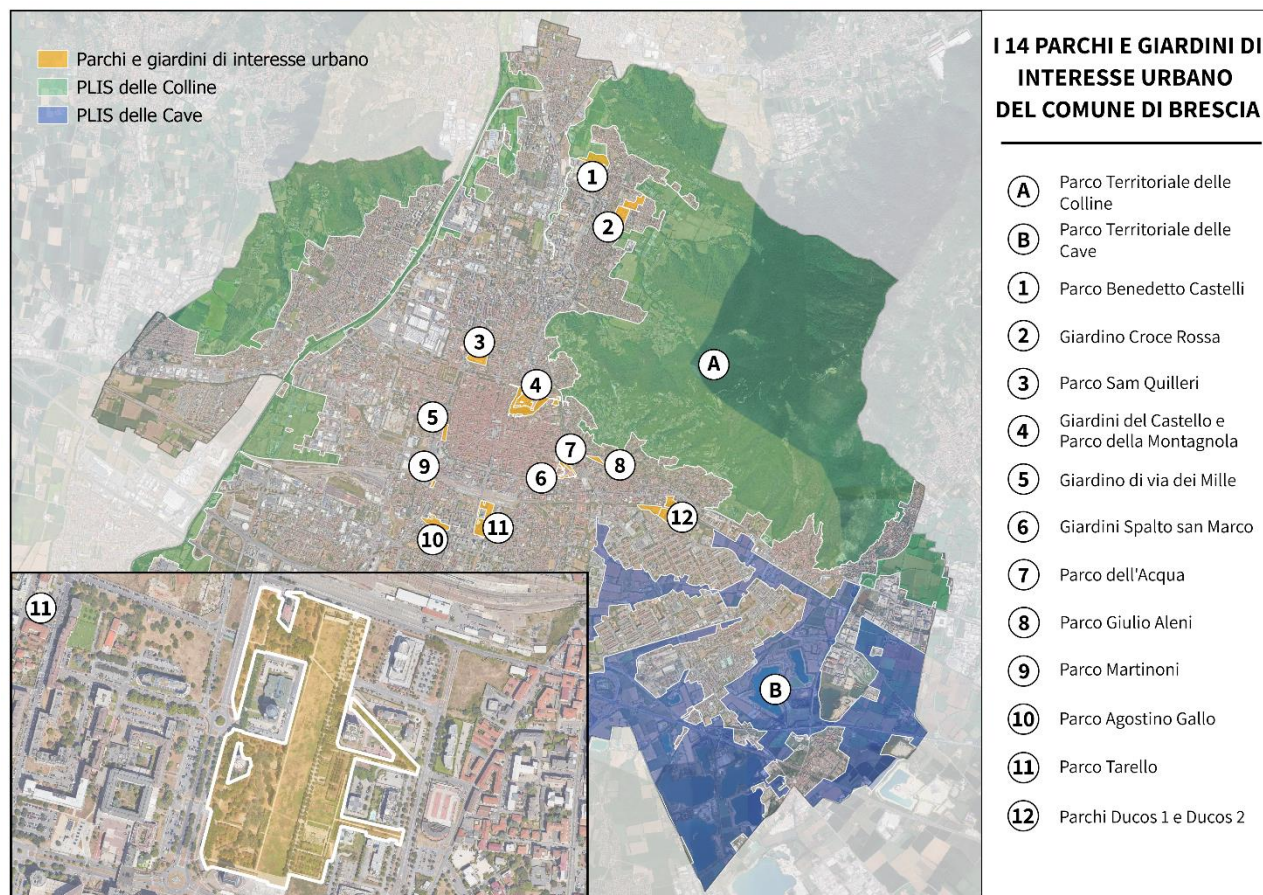 Parchi e giardini di interesse urbano
PLIS delle Colline
PLIS delle Cave
1
2
3
A
4
5
7
9
8
6
12
11
10
B
11
I 14 PARCHI E GIARDINI DI
INTERESSE URBANO
DEL COMUNE DI BRESCIA
A Parco Territoriale delle
Colline
B Parco Territoriale delle
Cave
1 Parco Benedetto Castelli
2 Giardino Croce Rossa
3 Parco Sam Quilleri
4 Giardini del Castello e
Parco della Montagnola
5 Giardino di via dei Mille
6 Giardini Spalto san Marco
7 Parco dell'Acqua
8 Parco Giulio Aleni
9 Parco Martinoni
10 Parco Agostino Gallo
11 Parco Tarello
12 Parchi Ducos 1 e Ducos 2